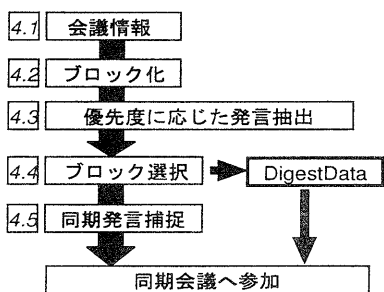 4.1 会議情報
4.2 ブロック化
4.3 優先度に応じた発言抽出
4.4 ブロック選択 DigestData
4.5 同期発言捕捉
同期会議へ参加